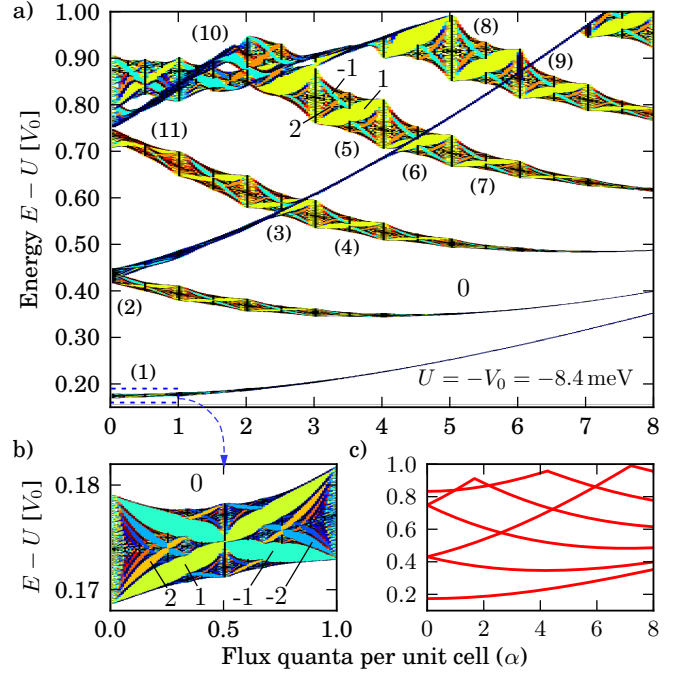 a)
Energy E − U [V₀]
1.00
0.90
0.80
0.70
0.60
0.50
0.40
0.30
0.20
(10)
(8)
(9)
-1
1
2
(11)
(5)
(6)
(7)
(3)
(4)
0
(2)
(1)
U = −V₀ = −8.4 meV
0 1 2 3 4 5 6 7 8
b)
E − U [V₀]
0.18
0.17
0
2 1 -1 -2
0.0 0.5 1.0
c)
1.0
0.8
0.6
0.4
0.2
0 2 4 6 8
Flux quanta per unit cell (α)